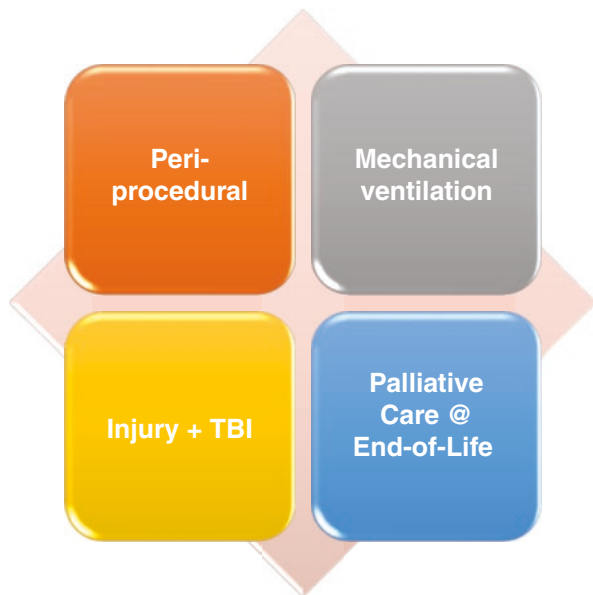 Peri-
procedural
Mechanical
ventilation
Injury + TBI
Palliative
Care @
End-of-Life